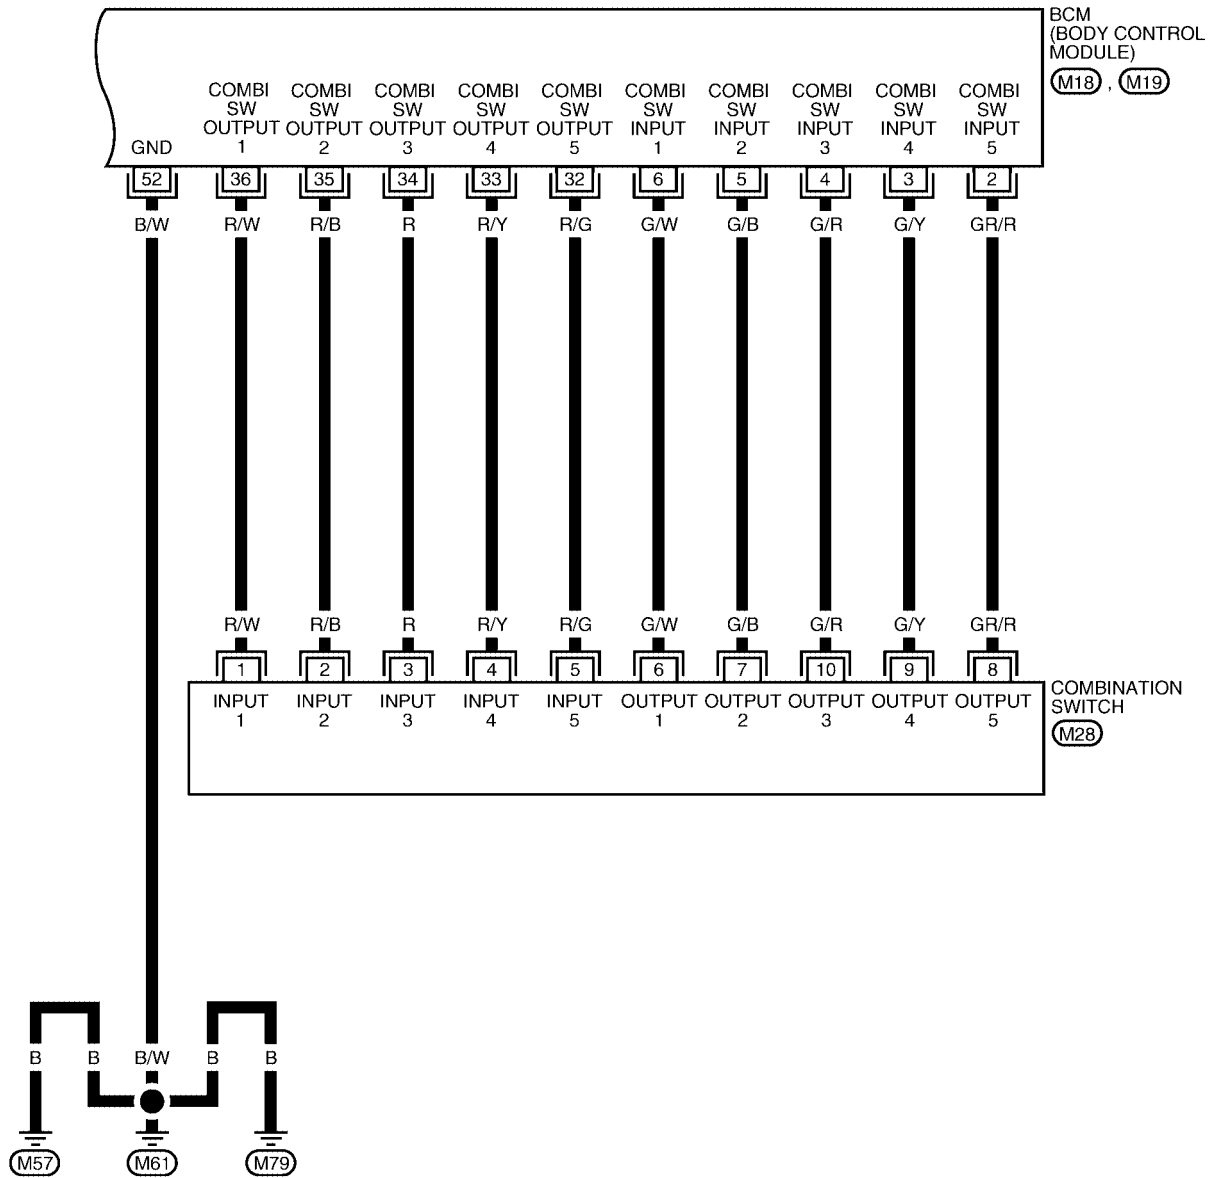 BCM
(BODY CONTROL
MODULE)
M18 , M19
COMBI COMBI COMBI COMBI COMBI COMBI COMBI COMBI COMBI COMBI
SW SW SW SW SW SW SW SW SW SW
OUTPUT OUTPUT OUTPUT OUTPUT OUTPUT INPUT INPUT INPUT INPUT INPUT
GND 1 2 3 4 5 1 2 3 4 5
52 36 35 34 33 32 6 5 4 3 2
B/W R/W R/B R R/Y R/G G/W G/B G/R G/Y GR/R
R/W R/B R R/Y R/G G/W G/B G/R G/Y GR/R
1 2 3 4 5 6 7 10 9 8
INPUT INPUT INPUT INPUT INPUT OUTPUT OUTPUT OUTPUT OUTPUT OUTPUT
1 2 3 4 5 1 2 3 4 5
COMBINATION
SWITCH
M28
B B B/W B B
M57 M61 M79